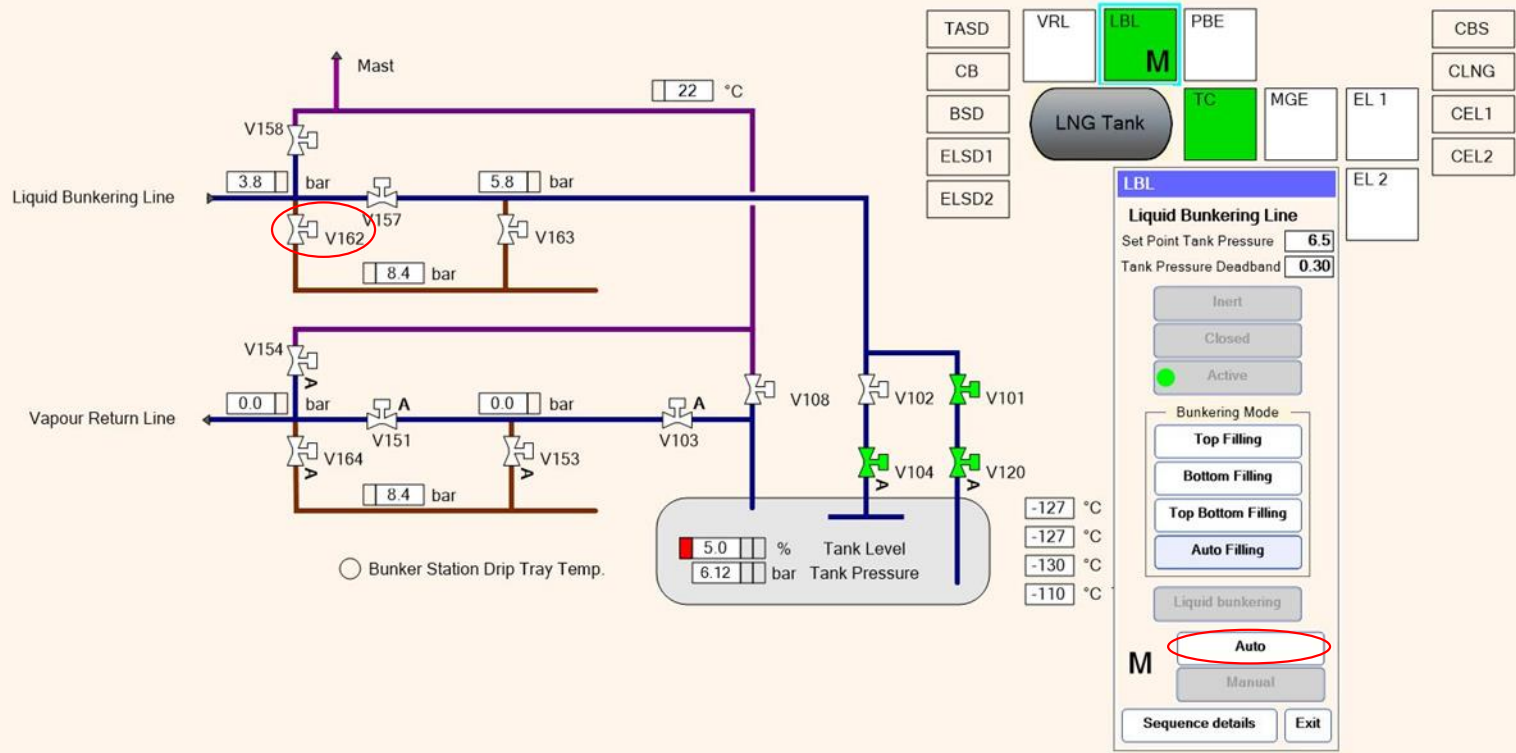 TASD
VRL
LBL
M
PBE
CBS
Mast
22 °C
CB
CLNG
TC
MGE
EL 1
BSD
LNG Tank
CEL1
V158
ELSD1
CEL2
3.8 bar
5.8 bar
LBL
EL 2
Liquid Bunkering Line
V157
ELSD2
Liquid Bunkering Line
V162
V163
Set Point Tank Pressure 6.5
8.4 bar
Tank Pressure Deadband 0.30
Inert
Closed
V154
A
Active
0.0 bar
A
0.0 bar
A
V108
V102
V101
Bunkering Mode
Vapour Return Line
V151
V103
Top Filling
V164
A
V153
A
V104
A
V120
A
Bottom Filling
8.4 bar
-127 °C
Top Bottom Filling
-127 °C
5.0 % Tank Level
Auto Filling
Bunker Station Drip Tray Temp.
6.12 bar Tank Pressure
-130 °C
-110 °C
Liquid bunkering
Auto
M
Manual
Sequence details
Exit